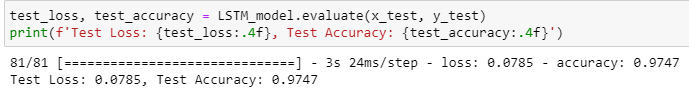 test_loss, test_accuracy = LSTM_model.evaluate(x_test, y_test)
print(f'Test Loss: {test_loss:.4f}, Test Accuracy: {test_accuracy:.4f}')
81/81 [==============================] - 3s 24ms/step - loss: 0.0785 - accuracy: 0.9747
Test Loss: 0.0785, Test Accuracy: 0.9747